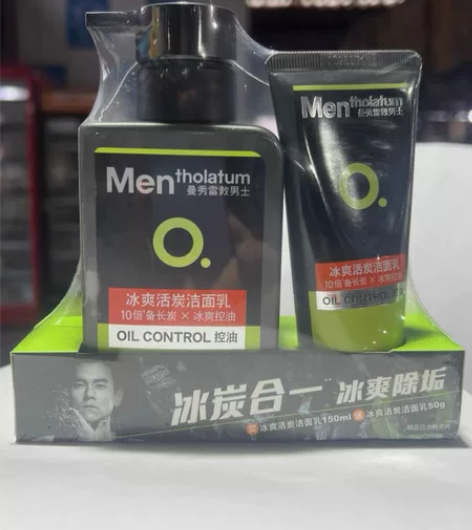 Mentholatum
曼秀雷敦男士
冰爽活炭洁面乳
10倍备长炭 × 冰爽控油
OIL CONTROL 控油
Mentholatum
曼秀雷敦男士
冰爽活炭洁面乳
10倍备长炭 × 冰爽控油
OIL CONTROL
冰炭合一 冰爽除垢
冰爽活炭洁面乳150ml 送 冰爽活炭洁面乳50g